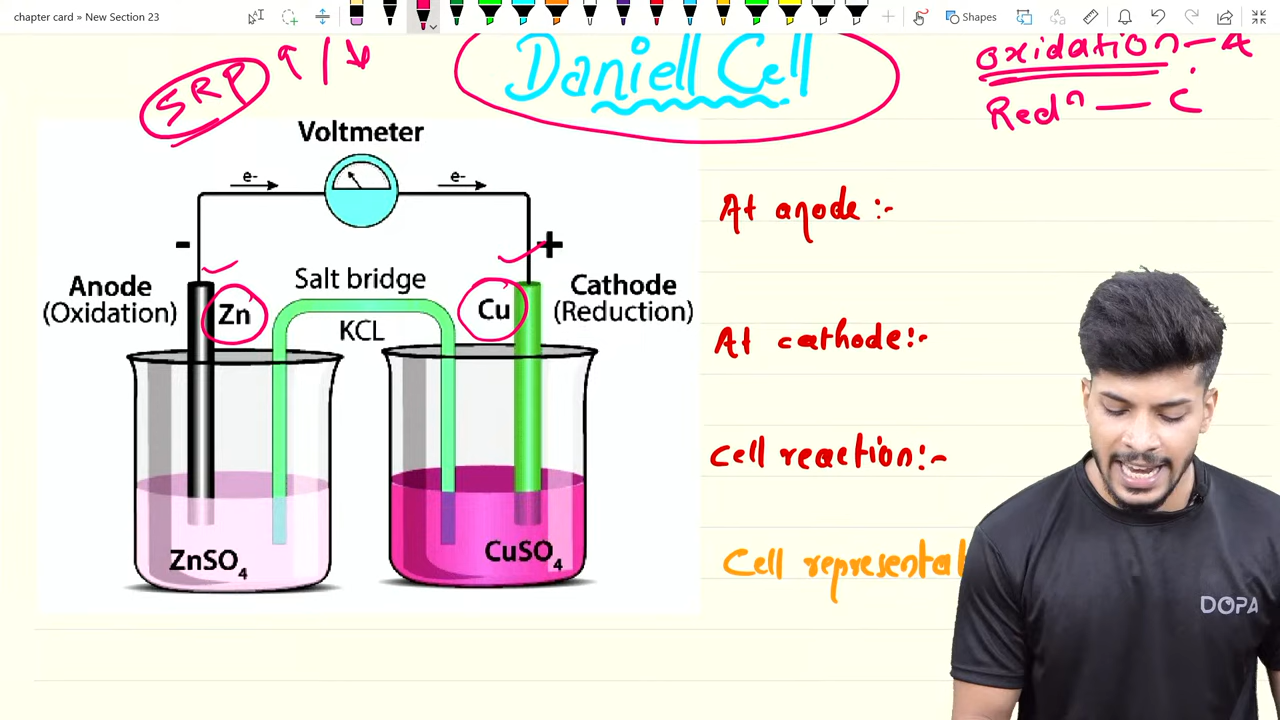 chapter card » New Section 23
Shapes
SRP ↑ / ↓
Daniell Cell
oxidation – A
Redⁿ — C
Voltmeter
e- e-
- +
Anode
(Oxidation)
Zn
Salt bridge
KCL
Cu
Cathode
(Reduction)
ZnSO4
CuSO4
At anode :-
At cathode:-
Cell reaction:-
Cell representat
DOPA